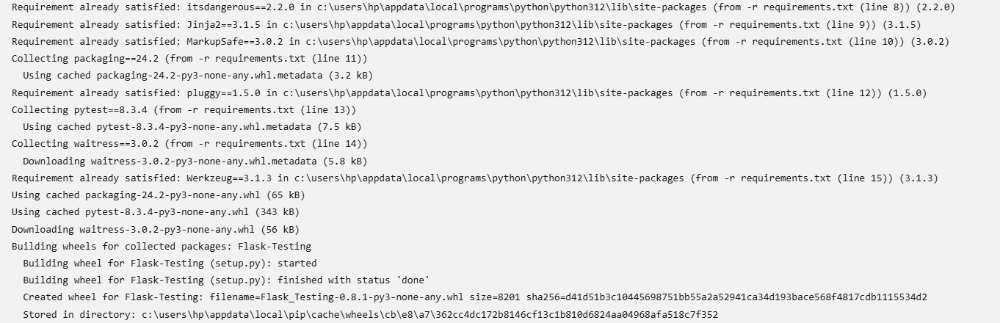 Requirement already satisfied: itsdangerous==2.2.0 in c:\users\hp\appdata\local\programs\python\python312\lib\site-packages (from -r requirements.txt (line 8)) (2.2.0)
Requirement already satisfied: Jinja2==3.1.5 in c:\users\hp\appdata\local\programs\python\python312\lib\site-packages (from -r requirements.txt (line 9)) (3.1.5)
Requirement already satisfied: MarkupSafe==3.0.2 in c:\users\hp\appdata\local\programs\python\python312\lib\site-packages (from -r requirements.txt (line 10)) (3.0.2)
Collecting packaging==24.2 (from -r requirements.txt (line 11))
  Using cached packaging-24.2-py3-none-any.whl.metadata (3.2 kB)
Requirement already satisfied: pluggy==1.5.0 in c:\users\hp\appdata\local\programs\python\python312\lib\site-packages (from -r requirements.txt (line 12)) (1.5.0)
Collecting pytest==8.3.4 (from -r requirements.txt (line 13))
  Using cached pytest-8.3.4-py3-none-any.whl.metadata (7.5 kB)
Collecting waitress==3.0.2 (from -r requirements.txt (line 14))
  Downloading waitress-3.0.2-py3-none-any.whl.metadata (5.8 kB)
Requirement already satisfied: Werkzeug==3.1.3 in c:\users\hp\appdata\local\programs\python\python312\lib\site-packages (from -r requirements.txt (line 15)) (3.1.3)
Using cached packaging-24.2-py3-none-any.whl (65 kB)
Using cached pytest-8.3.4-py3-none-any.whl (343 kB)
Downloading waitress-3.0.2-py3-none-any.whl (56 kB)
Building wheels for collected packages: Flask-Testing
  Building wheel for Flask-Testing (setup.py): started
  Building wheel for Flask-Testing (setup.py): finished with status 'done'
  Created wheel for Flask-Testing: filename=Flask_Testing-0.8.1-py3-none-any.whl size=8201 sha256=d41d51b3c10445698751bb55a2a52941ca34d193bace568f4817cdb1115534d2
  Stored in directory: c:\users\hp\appdata\local\pip\cache\wheels\cb\e8\a7\362cc4dc172b8146cf13c1b810d6824aa04968afa518c7f352